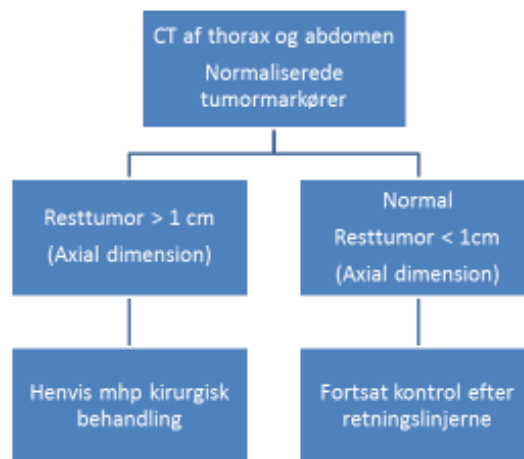 CT af thorax og abdomen
Normaliserede
tumormarkører
Resttumor > 1 cm
(Axial dimension)
Normal
Resttumor < 1cm
(Axial dimension)
Henvis mhp kirurgisk
behandling
Fortsat kontrol efter
retningslinjerne